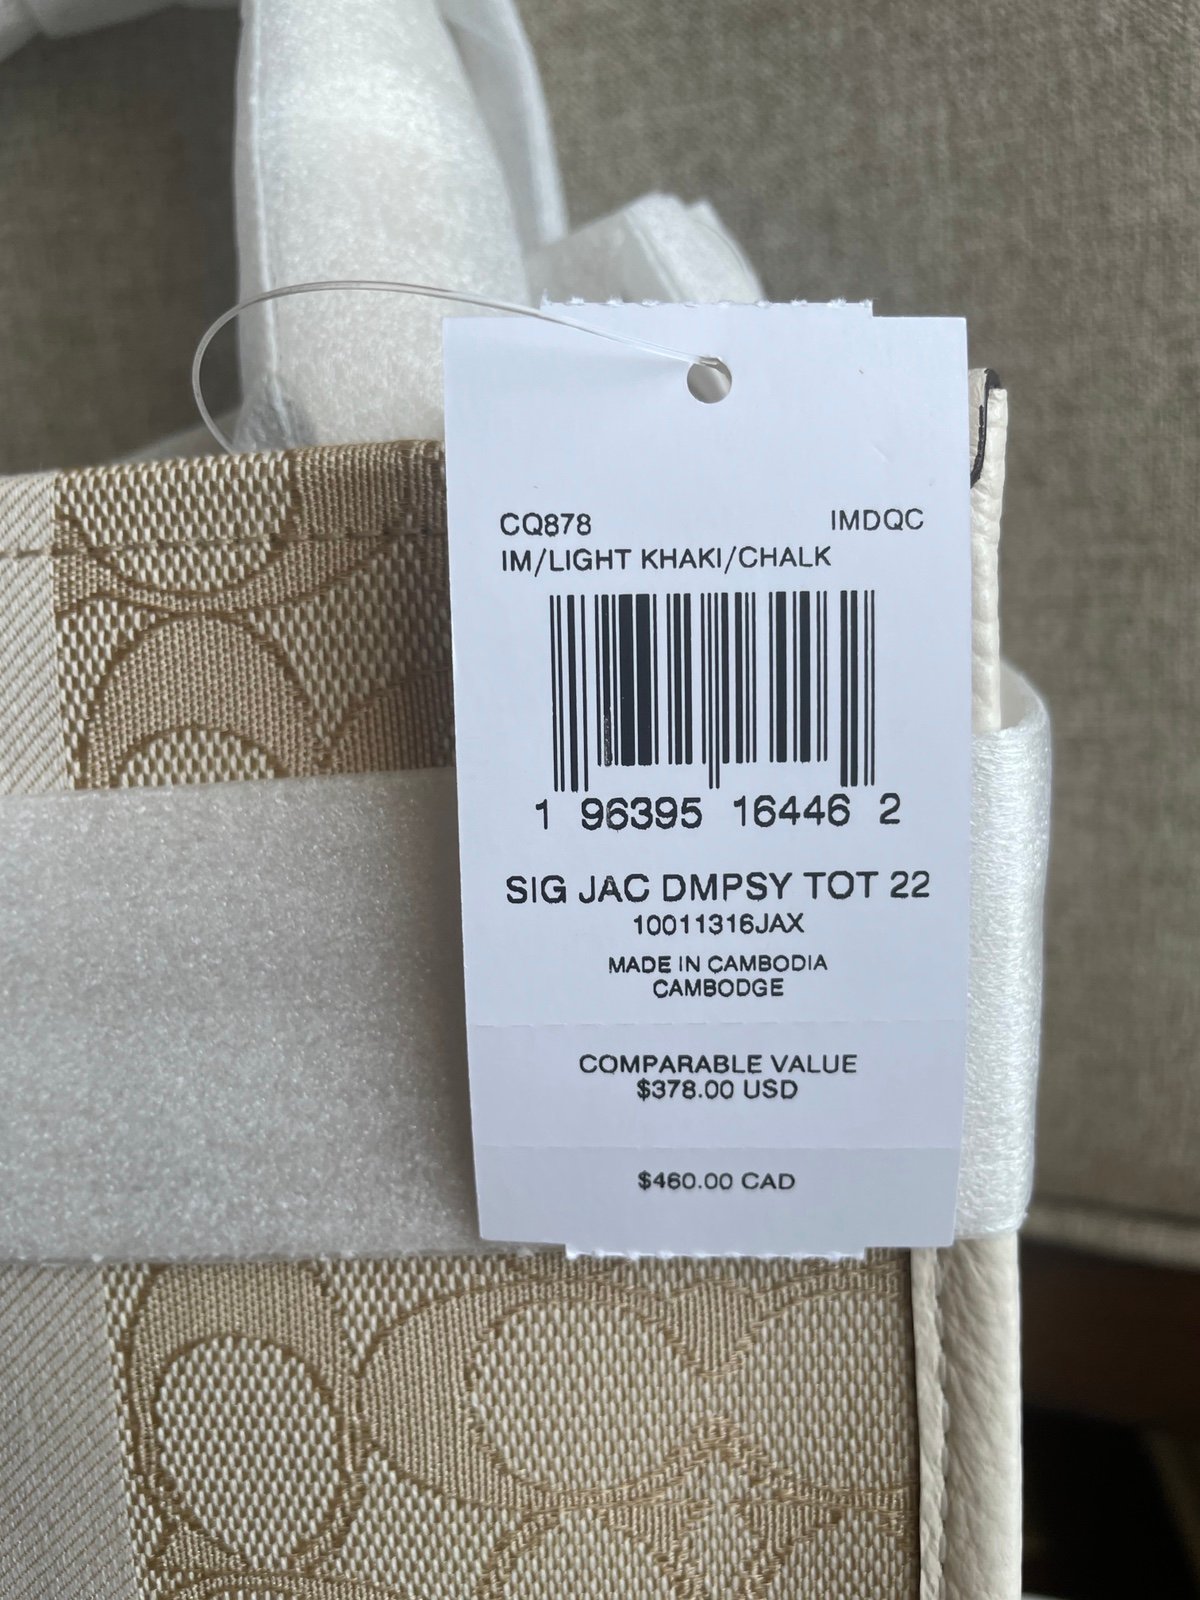 CQ878 IMDQC
IM/LIGHT KHAKI/CHALK
1 96395 16446 2
SIG JAC DMPSY TOT 22
10011316JAX
MADE IN CAMBODIA
CAMBODGE
COMPARABLE VALUE
$378.00 USD
$460.00 CAD